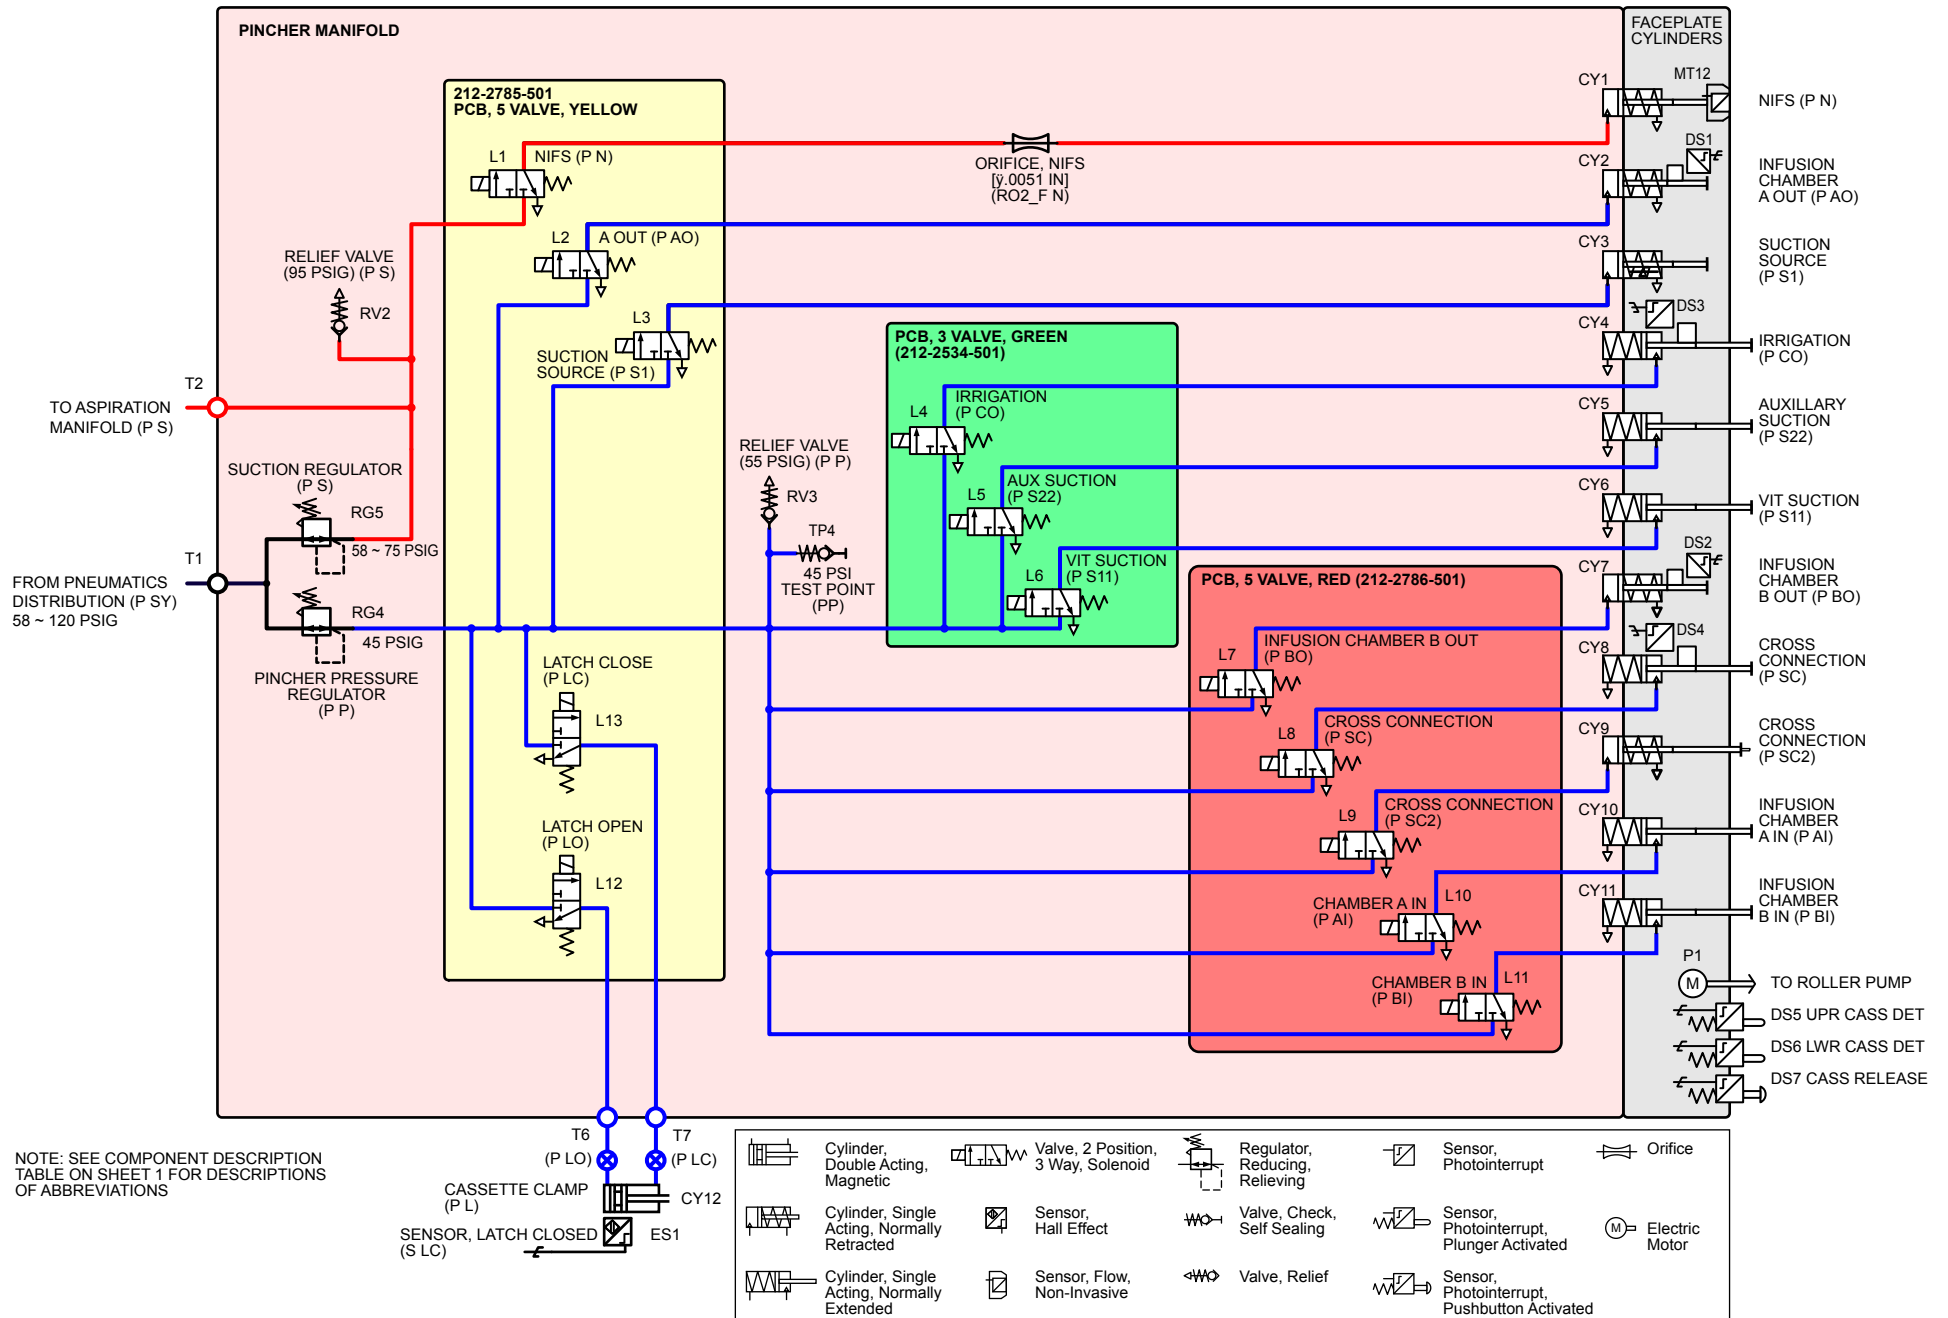 PINCHER MANIFOLD
FACEPLATE
CYLINDERS
212-2785-501
PCB, 5 VALVE, YELLOW
L1
NIFS (P N)
ORIFICE, NIFS
[ÿ.0051 IN]
(RO2_F N)
CY1
MT12
NIFS (P N)
DS1
CY2
INFUSION
CHAMBER
A OUT (P AO)
L2
A OUT (P AO)
CY3
SUCTION
SOURCE
(P S1)
RELIEF VALVE
(95 PSIG) (P S)
RV2
L3
SUCTION
SOURCE (P S1)
DS3
CY4
IRRIGATION
(P CO)
PCB, 3 VALVE, GREEN
(212-2534-501)
T2
TO ASPIRATION
MANIFOLD (P S)
L4
IRRIGATION
(P CO)
CY5
AUXILLARY
SUCTION
(P S22)
SUCTION REGULATOR
(P S)
RG5
58 ~ 75 PSIG
RELIEF VALVE
(55 PSIG) (P P)
RV3
L5
AUX SUCTION
(P S22)
CY6
VIT SUCTION
(P S11)
TP4
45 PSI
TEST POINT
(PP)
T1
FROM PNEUMATICS
DISTRIBUTION (P SY)
58 ~ 120 PSIG
RG4
45 PSIG
PINCHER PRESSURE
REGULATOR
(P P)
L6
VIT SUCTION
(P S11)
DS2
CY7
INFUSION
CHAMBER
B OUT (P BO)
PCB, 5 VALVE, RED (212-2786-501)
L7
INFUSION CHAMBER B OUT
(P BO)
DS4
CY8
CROSS
CONNECTION
(P SC)
LATCH CLOSE
(P LC)
L13
L8
CROSS CONNECTION
(P SC)
CY9
CROSS
CONNECTION
(P SC2)
L9
CROSS CONNECTION
(P SC2)
CY10
INFUSION
CHAMBER
A IN (P AI)
LATCH OPEN
(P LO)
L12
CHAMBER A IN
(P AI)
L10
CY11
INFUSION
CHAMBER
B IN (P BI)
CHAMBER B IN
(P BI)
L11
P1
M
TO ROLLER PUMP
DS5 UPR CASS DET
DS6 LWR CASS DET
DS7 CASS RELEASE
T6
(P LO)
T7
(P LC)
CASSETTE CLAMP
(P L)
CY12
SENSOR, LATCH CLOSED
(S LC)
ES1
NOTE: SEE COMPONENT DESCRIPTION
TABLE ON SHEET 1 FOR DESCRIPTIONS
OF ABBREVIATIONS
Cylinder,
Double Acting,
Magnetic
Valve, 2 Position,
3 Way, Solenoid
Regulator,
Reducing,
Relieving
Sensor,
Photointerrupt
Orifice
Cylinder, Single
Acting, Normally
Retracted
Sensor,
Hall Effect
Valve, Check,
Self Sealing
Sensor,
Photointerrupt,
Plunger Activated
M
Electric
Motor
Cylinder, Single
Acting, Normally
Extended
Sensor, Flow,
Non-Invasive
Valve, Relief
Sensor,
Photointerrupt,
Pushbutton Activated